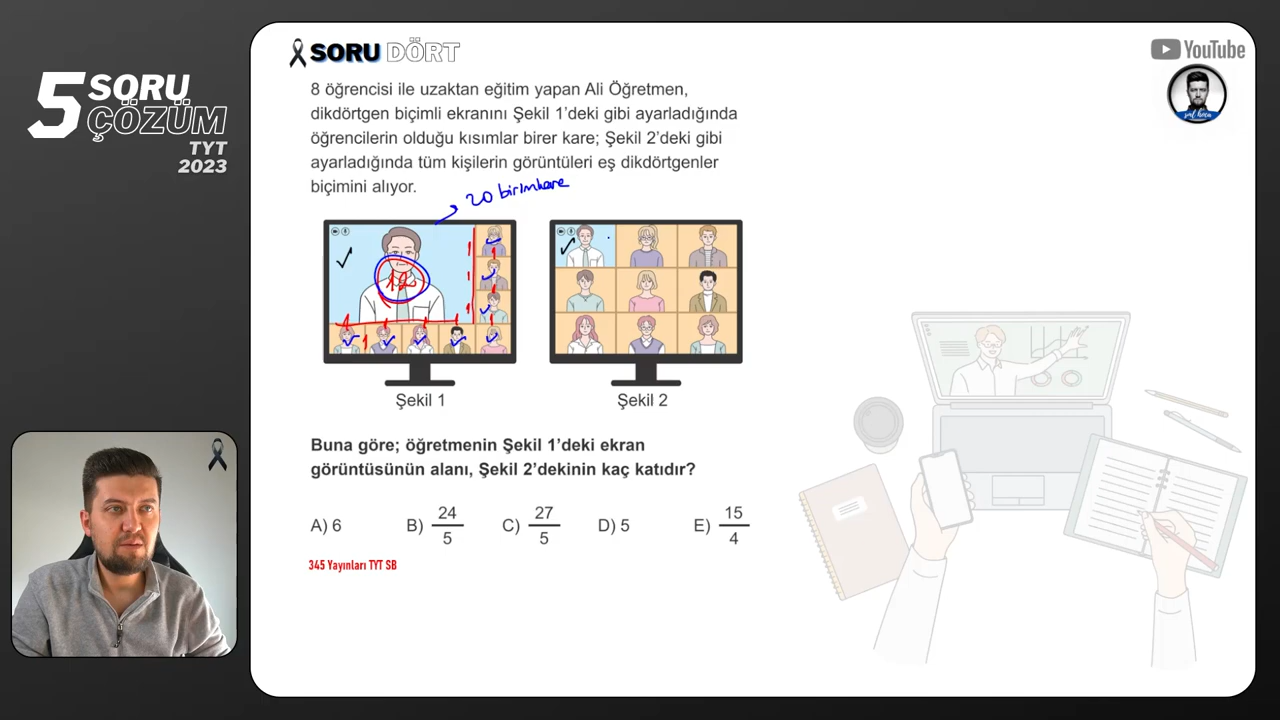 5 SORU
ÇÖZÜM
TYT
2023
SORU DÖRT
YouTube
8 öğrencisi ile uzaktan eğitim yapan Ali Öğretmen,
dikdörtgen biçimli ekranını Şekil 1’deki gibi ayarladığında
öğrencilerin olduğu kısımlar birer kare; Şekil 2’deki gibi
ayarladığında tüm kişilerin görüntüleri eş dikdörtgenler
biçimini alıyor.
20 birimkare
12
Şekil 1
Şekil 2
Buna göre; öğretmenin Şekil 1’deki ekran
görüntüsünün alanı, Şekil 2’dekinin kaç katıdır?
A) 6 B) 24/5 C) 27/5 D) 5 E) 15/4
345 Yayınları TYT SB